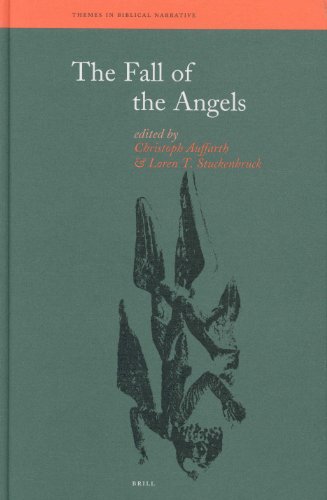 THEMES IN BIBLICAL NARRATIVE
The Fall of
the Angels
edited by
Christoph Auffarth
& Loren T. Stuckenbruck
BRILL